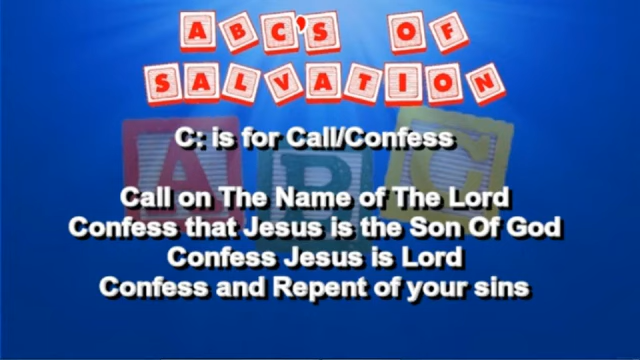 ABC'S OF
SALVATION
C: is for Call/Confess
A B C
Call on The Name of The Lord
Confess that Jesus is the Son Of God
Confess Jesus is Lord
Confess and Repent of your sins